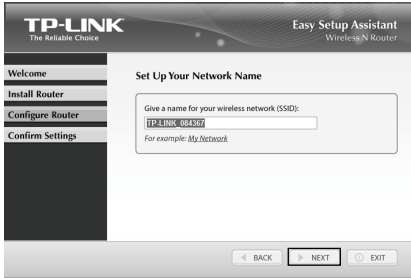 TP-LINK
The Reliable Choice
Easy Setup Assistant
Wireless N Router
Welcome
Install Router
Configure Router
Confirm Settings
Set Up Your Network Name
Give a name for your wireless network (SSID):
TP-LINK_084367
For example: My Network
BACK
NEXT
EXIT